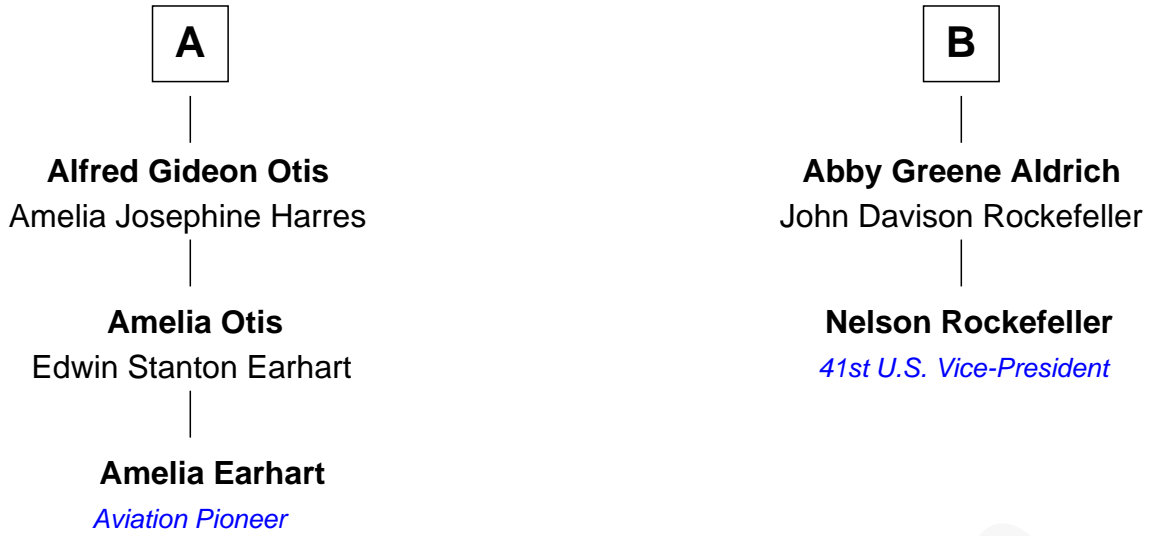 A
Alfred Gideon Otis
Amelia Josephine Harres
Amelia Otis
Edwin Stanton Earhart
Amelia Earhart
Aviation Pioneer
B
Abby Greene Aldrich
John Davison Rockefeller
Nelson Rockefeller
41st U.S. Vice-President